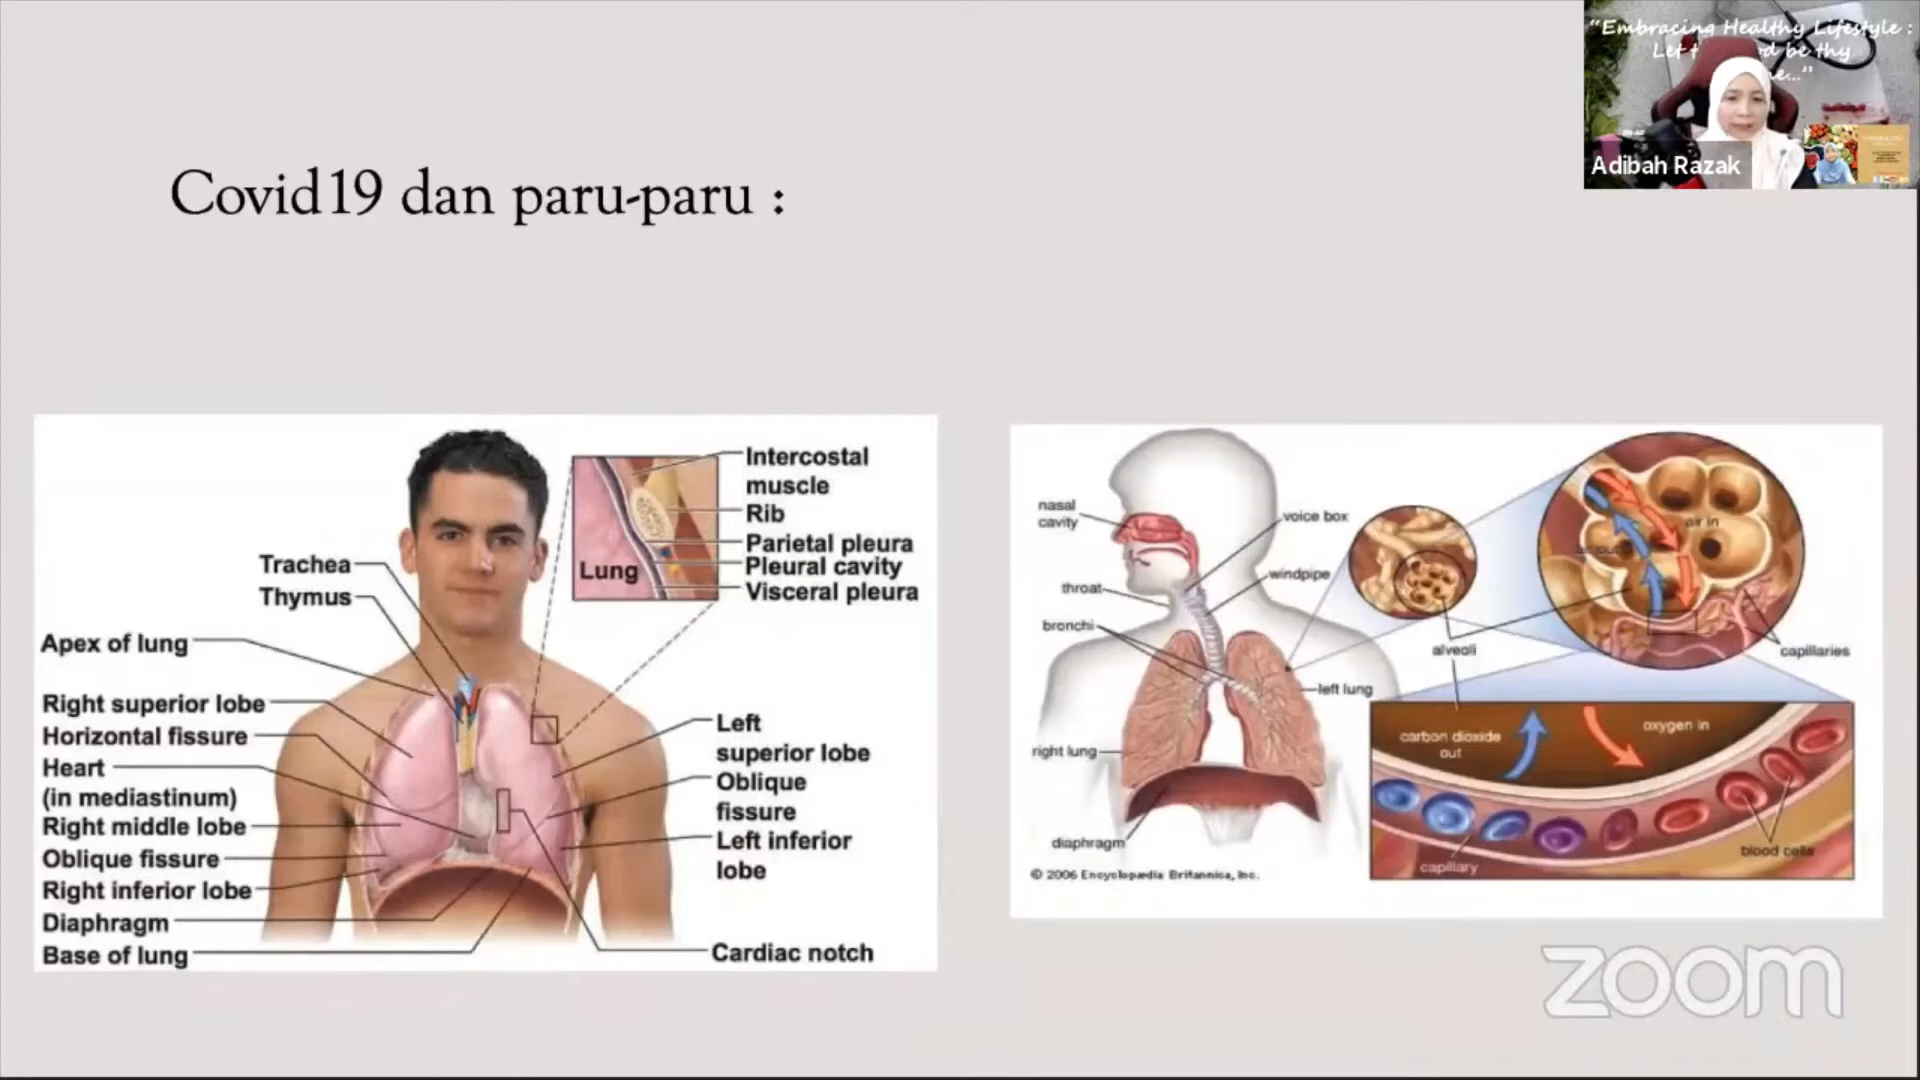 "Embracing Healthy Lifestyle :
Let be thy
Adibah Razak
Covid19 dan paru-paru :
Intercostal
muscle
Rib
Parietal pleura
Pleural cavity
Visceral pleura
Lung
Trachea
Thymus
Apex of lung
Right superior lobe
Horizontal fissure
Heart
(in mediastinum)
Right middle lobe
Oblique fissure
Right inferior lobe
Diaphragm
Base of lung
Left
superior lobe
Oblique
fissure
Left inferior
lobe
Cardiac notch
nasal
cavity
voice box
windpipe
throat
bronchi
left lung
right lung
diaphragm
© 2006 Encyclopædia Britannica, Inc.
alveoli
air in
capillaries
carbon dioxide
out
oxygen in
blood cells
capillary
zoom